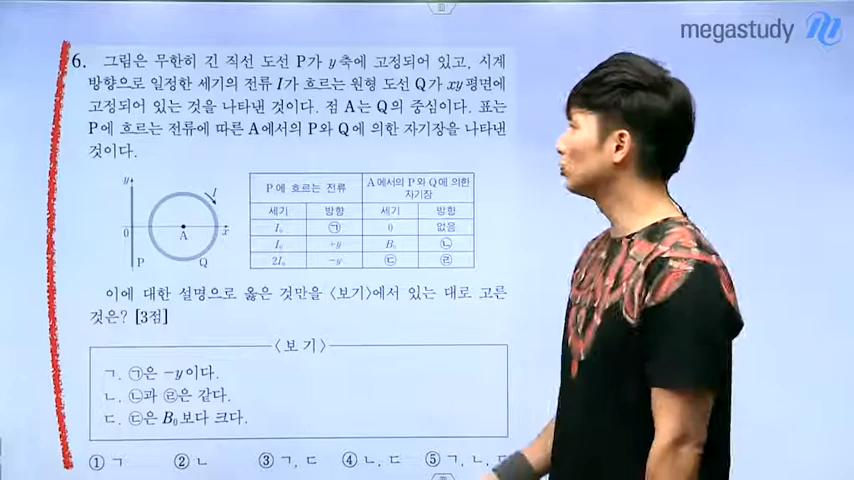 megastudy
6. 그림은 무한히 긴 직선 도선 P가 y축에 고정되어 있고, 시계
방향으로 일정한 세기의 전류 I가 흐르는 원형 도선 Q가 xy평면에
고정되어 있는 것을 나타낸 것이다. 점 A는 Q의 중심이다. 표는
P에 흐르는 전류에 따른 A에서의 P와 Q에 의한 자기장을 나타낸
것이다.
y
I
0
A
x
P
Q
P에 흐르는 전류 A에서의 P와 Q에 의한
자기장
세기 방향 세기 방향
I₀ ㉠ 0 없음
I₀ +y B₀ ㉡
2I₀ -y ㉢ ㉣
이에 대한 설명으로 옳은 것만을 <보기>에서 있는 대로 고른
것은? [3점]
<보 기>
ㄱ. ㉠은 -y이다.
ㄴ. ㉡과 ㉣은 같다.
ㄷ. ㉢은 B₀보다 크다.
① ㄱ ② ㄴ ③ ㄱ, ㄷ ④ ㄴ, ㄷ ⑤ ㄱ, ㄴ, ㄷ